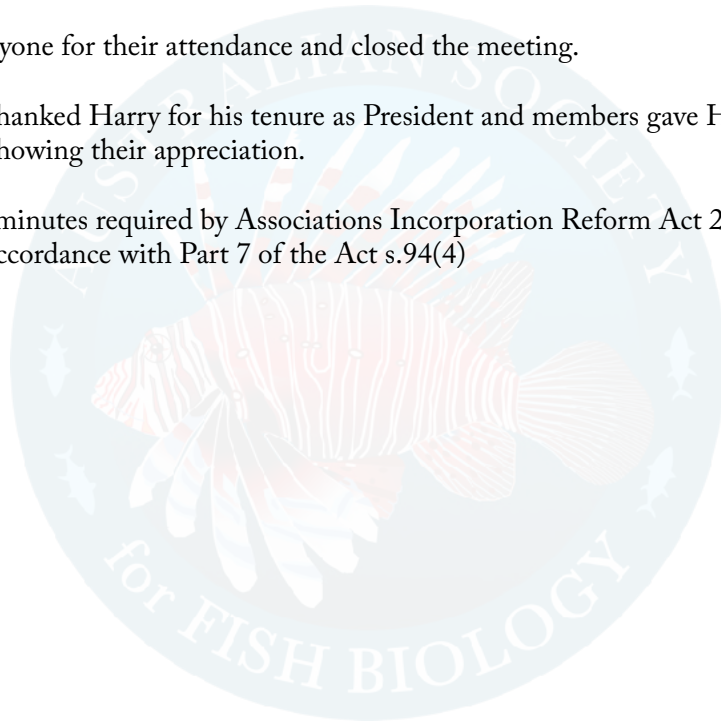 yone for their attendance and closed the meeting.
hanked Harry for his tenure as President and members gave H
howing their appreciation.
minutes required by Associations Incorporation Reform Act 2
ccordance with Part 7 of the Act s.94(4)
AUSTRALIAN SOCIETY
for FISH BIOLOGY